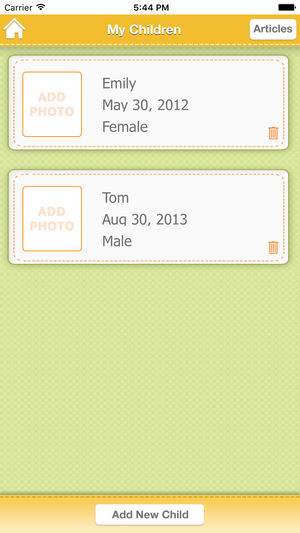 Carrier 5:44 PM
My Children
Articles
ADD
PHOTO
Emily
May 30, 2012
Female
ADD
PHOTO
Tom
Aug 30, 2013
Male
Add New Child